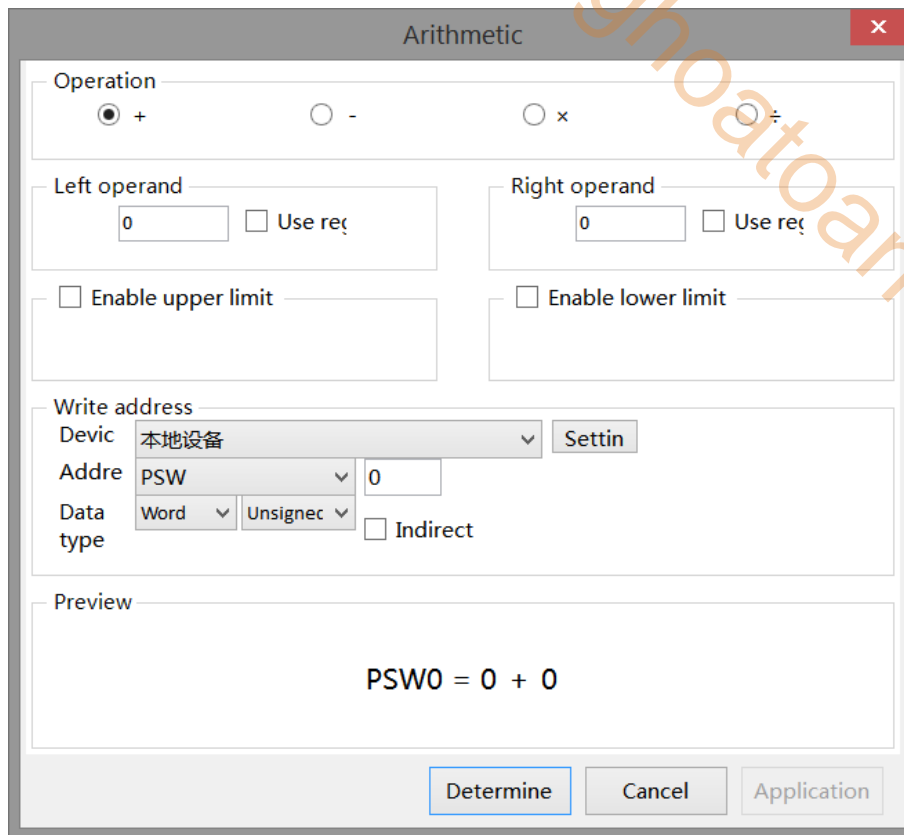 Arithmetic
Operation
+ - × ÷
Left operand Right operand
0 Use reg 0 Use reg
Enable upper limit Enable lower limit
Write address
Devic 本地设备 Settin
Addre PSW 0
Data type Word Unsigned Indirect
Preview
PSW0 = 0 + 0
Determine Cancel Application
ghoatoan